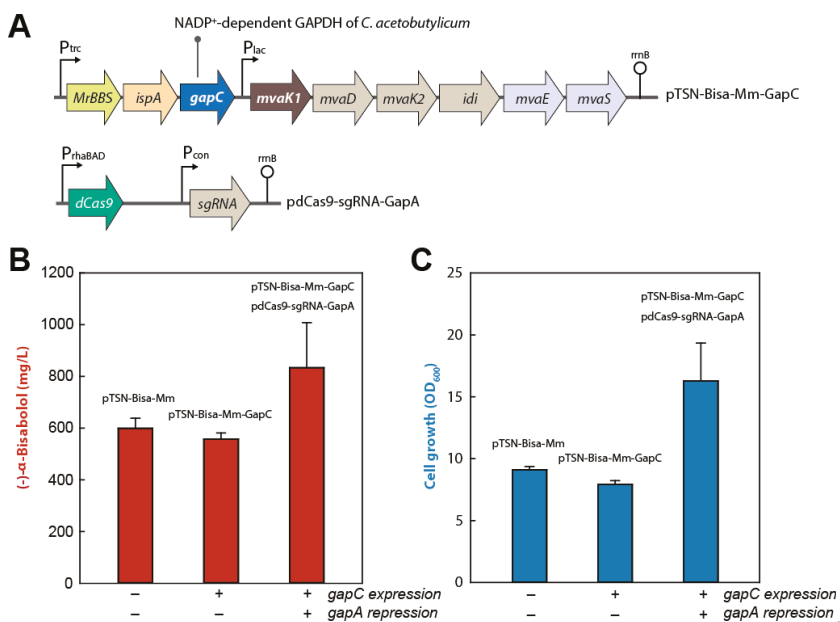 A
NADP+-dependent GAPDH of C. acetobutylicum
Ptrc
Plac
rrnB
MrBBS
ispA
gapC
mvaK1
mvaD
mvaK2
idi
mvaE
mvaS
pTSN-Bisa-Mm-GapC
PrhaBAD
Pcon
rrnB
dCas9
sgRNA
pdCas9-sgRNA-GapA
B
(-)-α-Bisabolol (mg/L)
1200
1000
800
600
400
200
0
pTSN-Bisa-Mm
pTSN-Bisa-Mm-GapC
pTSN-Bisa-Mm-GapC
pdCas9-sgRNA-GapA
– + + gapC expression
– – + gapA repression
C
Cell growth (OD600)
25
20
15
10
5
0
pTSN-Bisa-Mm
pTSN-Bisa-Mm-GapC
pTSN-Bisa-Mm-GapC
pdCas9-sgRNA-GapA
– + + gapC expression
– – + gapA repression